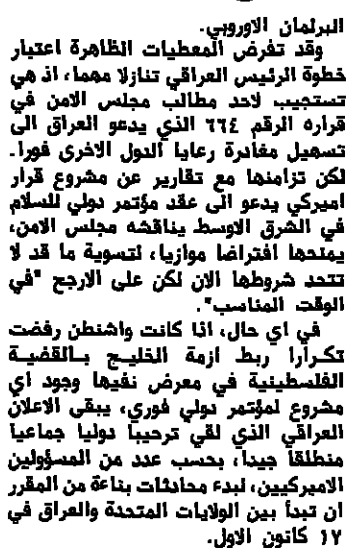 البرلمان الاوروبي.
وقد تفرض المعطيات الظاهرة اعتبار
خطوة الرئيس العراقي تنازلا مهما، اذ هي
تستجيب لاحد مطالب مجلس الامن في
قراره الرقم ٦٦٤ الذي يدعو العراق الى
تسهيل مغادرة رعايا الدول الاخرى فورا.
لكن تزامنها مع تقارير عن مشروع قرار
اميركي يدعو الى عقد مؤتمر دولي للسلام
في الشرق الاوسط يناقشه مجلس الامن،
يمنحها افتراضا موازيا، لتسوية ما قد لا
تتحد شروطها الان لكن على الارجح "في
الوقت المناسب".
في اي حال، اذا كانت واشنطن رفضت
تكرارا ربط ازمة الخليج بالقضية
الفلسطينية في معرض نفيها وجود اي
مشروع لمؤتمر دولي فوري، يبقى الاعلان
العراقي الذي لقي ترحيبا دوليا جماعيا
منطلقا جيدا، بحسب عدد من المسؤولين
الاميركيين، لبدء محادثات بناءة من المقرر
ان تبدأ بين الولايات المتحدة والعراق في
١٧ كانون الاول.